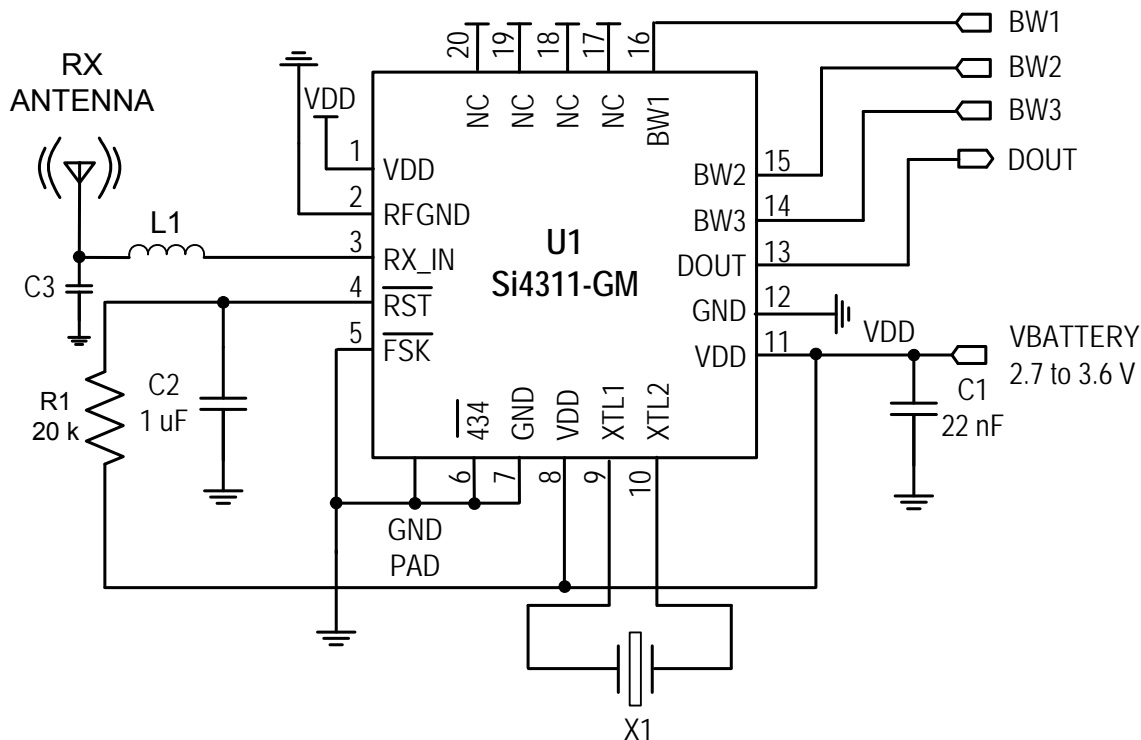 RX
ANTENNA
VDD
L1
C3
R1
20 k
C2
1 uF
20
19
18
17
16
NC
NC
NC
NC
BW1
1
VDD
2
RFGND
3
RX_IN
4
RST
5
FSK
U1
Si4311-GM
BW2
15
BW3
14
DOUT
13
GND
12
VDD
11
434
GND
VDD
XTL1
XTL2
6
7
8
9
10
GND
PAD
X1
BW1
BW2
BW3
DOUT
VDD
VBATTERY
2.7 to 3.6 V
C1
22 nF